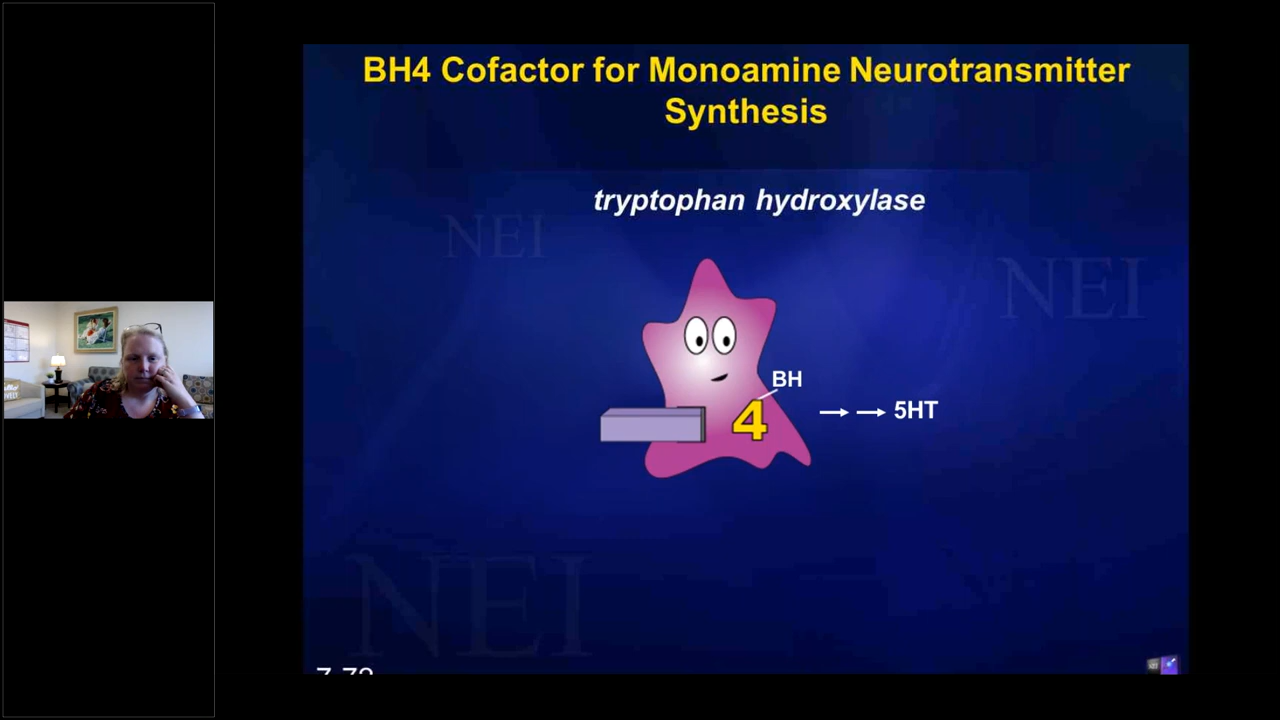 BH4 Cofactor for Monoamine Neurotransmitter
Synthesis
tryptophan hydroxylase
NEI
NEI
BH
4
5HT
NEI